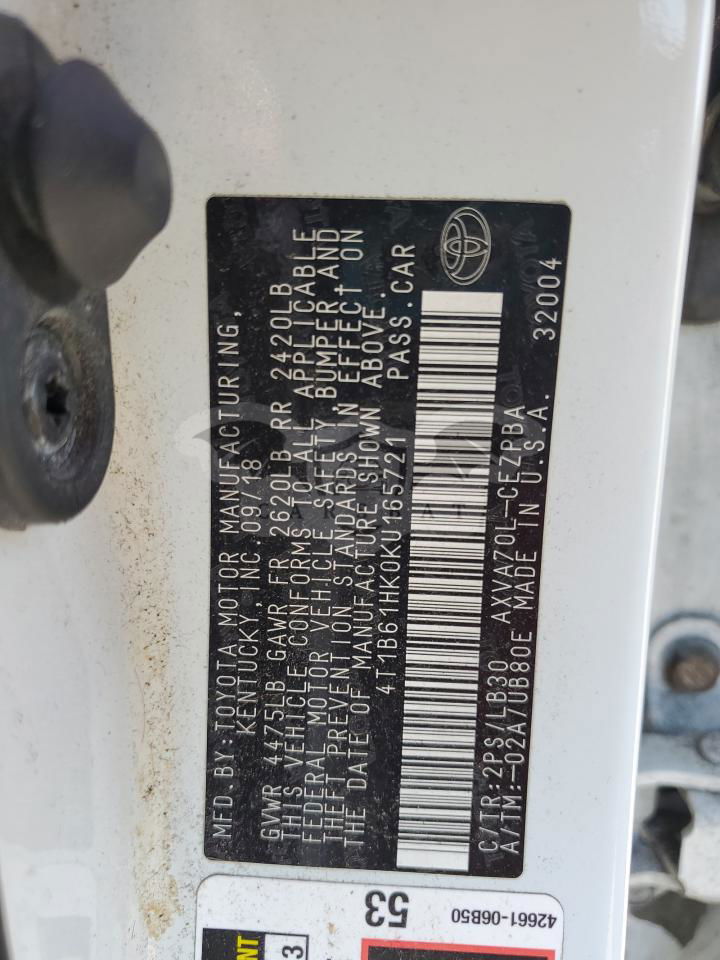 MFD. BY: TOYOTA MOTOR MANUFACTURING,
KENTUCKY, INC. 09/18
GVWR 4475LB GAWR FR 2620LB RR 2420LB
THIS VEHICLE CONFORMS TO ALL APPLICABLE
FEDERAL MOTOR VEHICLE SAFETY, BUMPER, AND
THEFT PREVENTION STANDARDS IN EFFECT ON
THE DATE OF MANUFACTURE SHOWN ABOVE.
4T1B61HK0KU165721 PASS. CAR
C/TR:2PS/LB30 AXVA70L-CEZPBA
A/TM:-02A/UB80E MADE IN U.S.A. 32004
53
42661-06B50
3